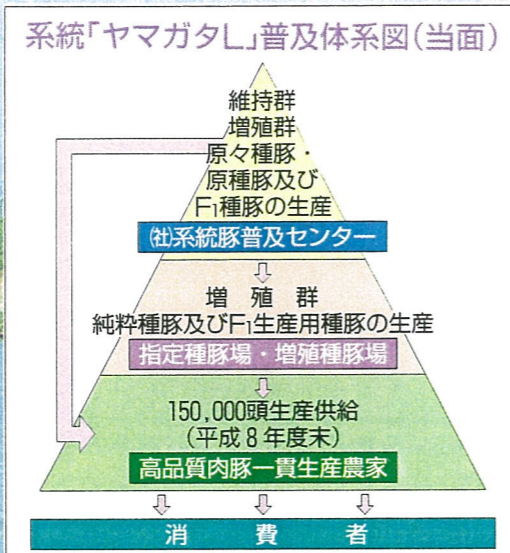 系統「ヤマガタL」普及体系図(当面)
維持群
増殖群
原々種豚・
原種豚及び
F₁種豚の生産
㈳系統豚普及センター
増殖群
純粋種豚及びF₁生産用種豚の生産
指定種豚場・増殖種豚場
150,000頭生産供給
(平成8年度末)
高品質肉豚一貫生産農家
消費者